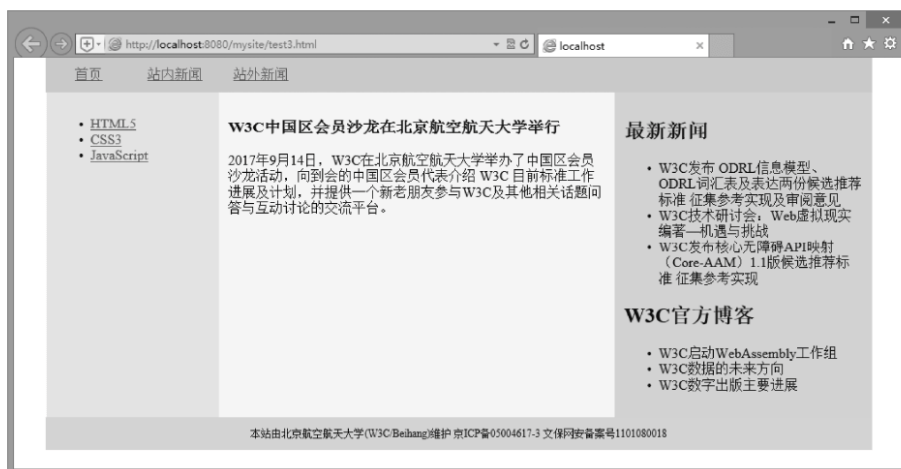 http://localhost:8080/mysite/test3.html
localhost
首页 站内新闻 站外新闻
• HTML5
• CSS3
• JavaScript
W3C中国区会员沙龙在北京航空航天大学举行
2017年9月14日，W3C在北京航空航天大学举办了中国区会员
沙龙活动，向到会的中国区会员代表介绍 W3C 目前标准工作
进展及计划，并提供一个新老朋友参与W3C及其他相关话题问
答与互动讨论的交流平台。
最新新闻
• W3C发布 ODRL信息模型、
ODRL词汇表及表达两份候选推荐
标准 征集参考实现及审阅意见
• W3C技术研讨会：Web虚拟现实
编著—机遇与挑战
• W3C发布核心无障碍API映射
（Core-AAM）1.1版候选推荐标
准 征集参考实现
W3C官方博客
• W3C启动WebAssembly工作组
• W3C数据的未来方向
• W3C数字出版主要进展
本站由北京航空航天大学(W3C/Beihang)维护 京ICP备05004617-3 文保网安备案号1101080018